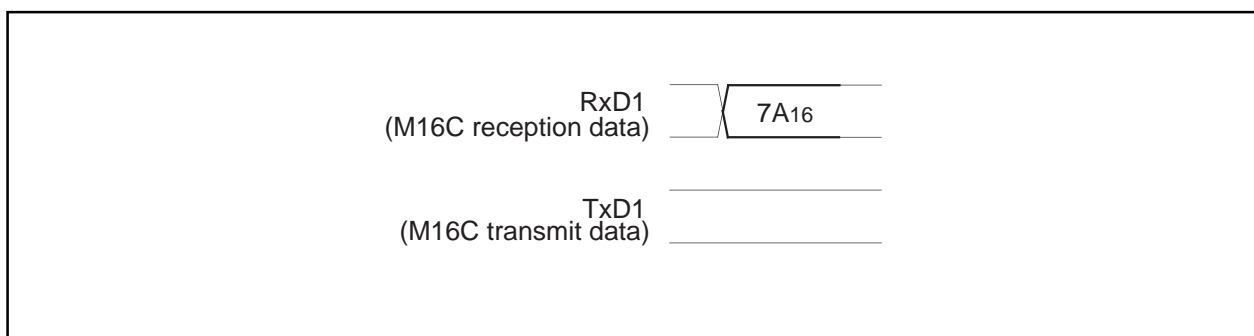 RxD1
(M16C reception data)
7A16
TxD1
(M16C transmit data)